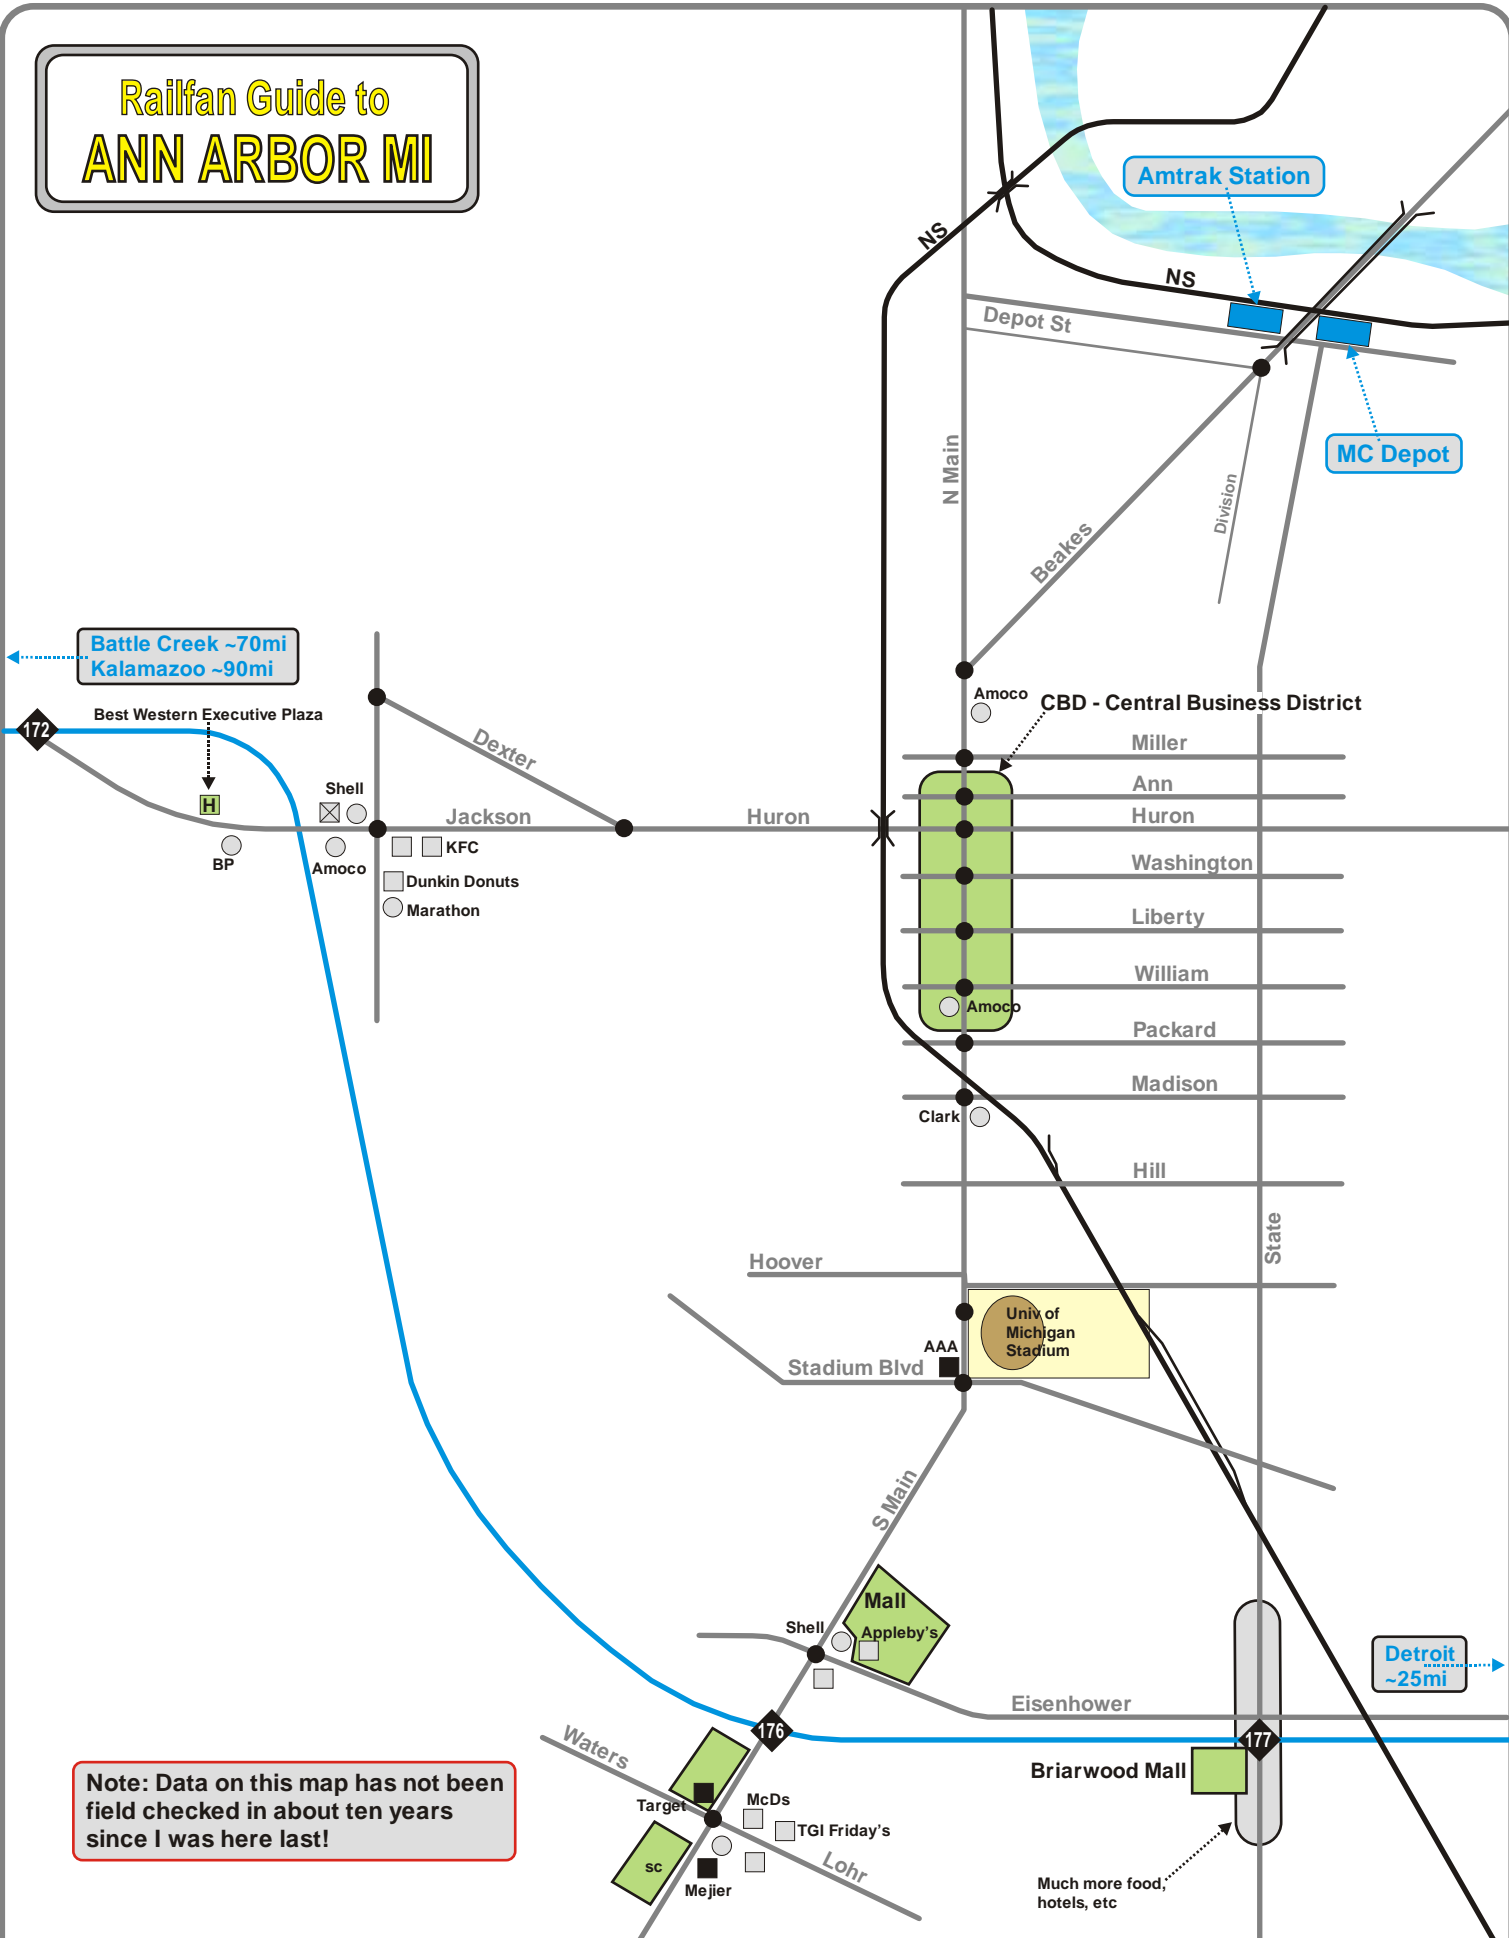 Railfan Guide to
ANN ARBOR MI
Amtrak Station
NS
NS
Depot St
MC Depot
N Main
Division
Beakes
Battle Creek ~70mi
Kalamazoo ~90mi
172
Best Western Executive Plaza
Amoco
CBD - Central Business District
Miller
Dexter
Ann
Shell
H
Jackson
Huron
Huron
BP
Amoco
KFC
Washington
Dunkin Donuts
Marathon
Liberty
William
Amoco
Packard
Madison
Clark
Hill
State
Hoover
Univ of
Michigan
Stadium
AAA
Stadium Blvd
S Main
Mall
Shell
Appleby's
Detroit
~25mi
Eisenhower
176
177
Waters
Briarwood Mall
Note: Data on this map has not been
field checked in about ten years
since I was here last!
Target
McDs
TGI Friday's
sc
Lohr
Mejier
Much more food,
hotels, etc